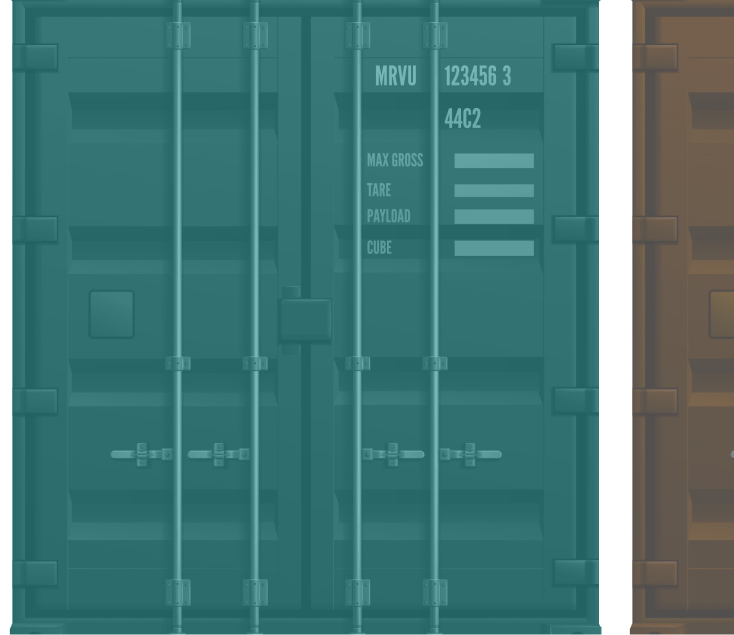 MRVU 123456 3
44C2
MAX GROSS
TARE
PAYLOAD
CUBE